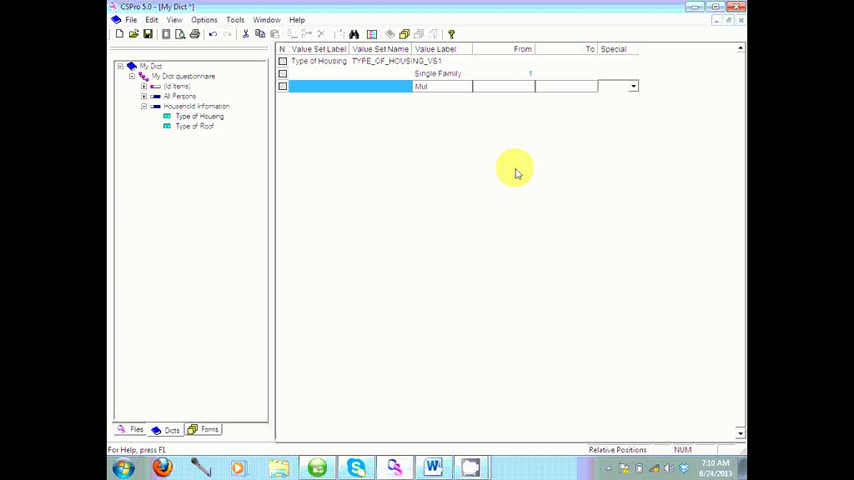 CSPro 5.0 - [My Dict *]
File Edit View Options Tools Window Help
N Value Set Label Value Set Name Value Label From To Special
Type of Housing TYPE_OF_HOUSING_VS1
Single Family 1
Mul
My Dict
My Dict questionnaire
(Id Items)
All Persons
Household Information
Type of Housing
Type of Roof
Files Dicts Forms
For Help, press F1 Relative Positions NUM
7:10 AM
6/24/2013